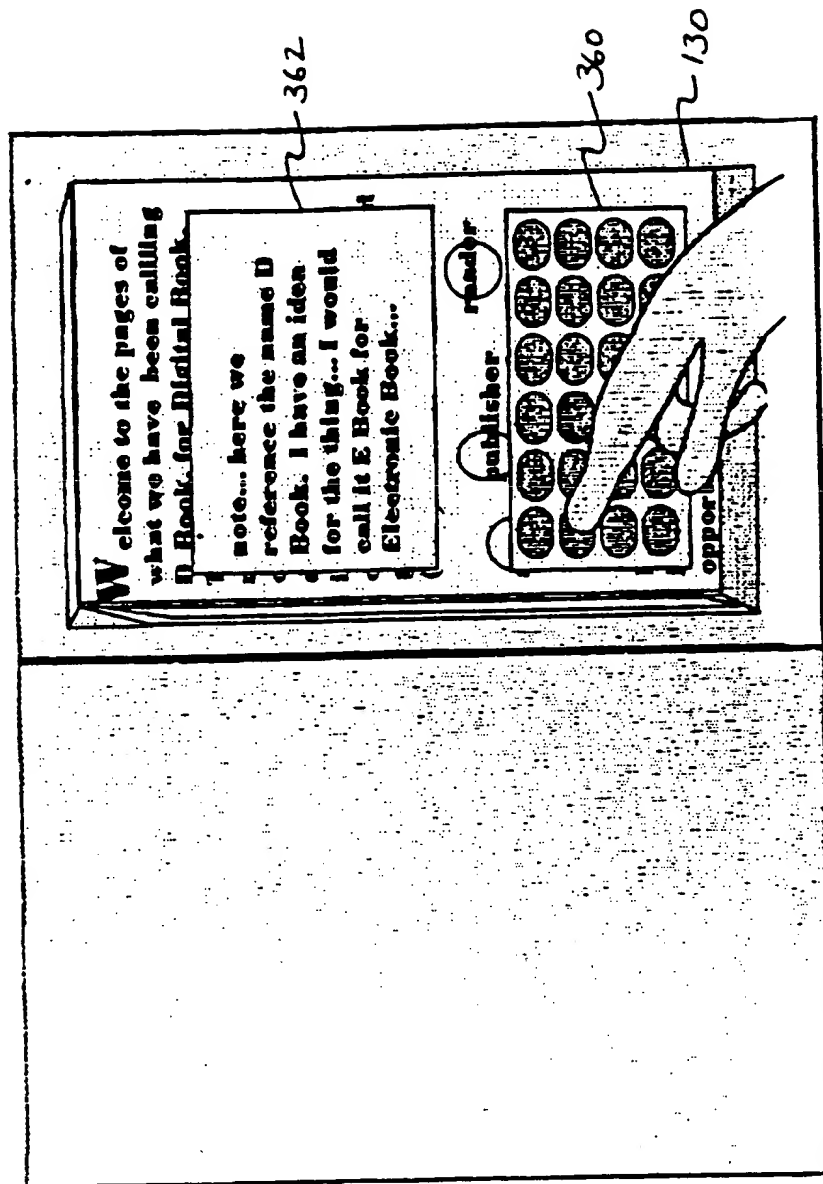 Welcome to the pages of
what we have been callling
D Book, for Digital Book.
note... here we
reference the name D
Book. I have an idea
for the thing... I would
call it E Book for
Electronic Book...
publisher reader
oppor
362
360
130